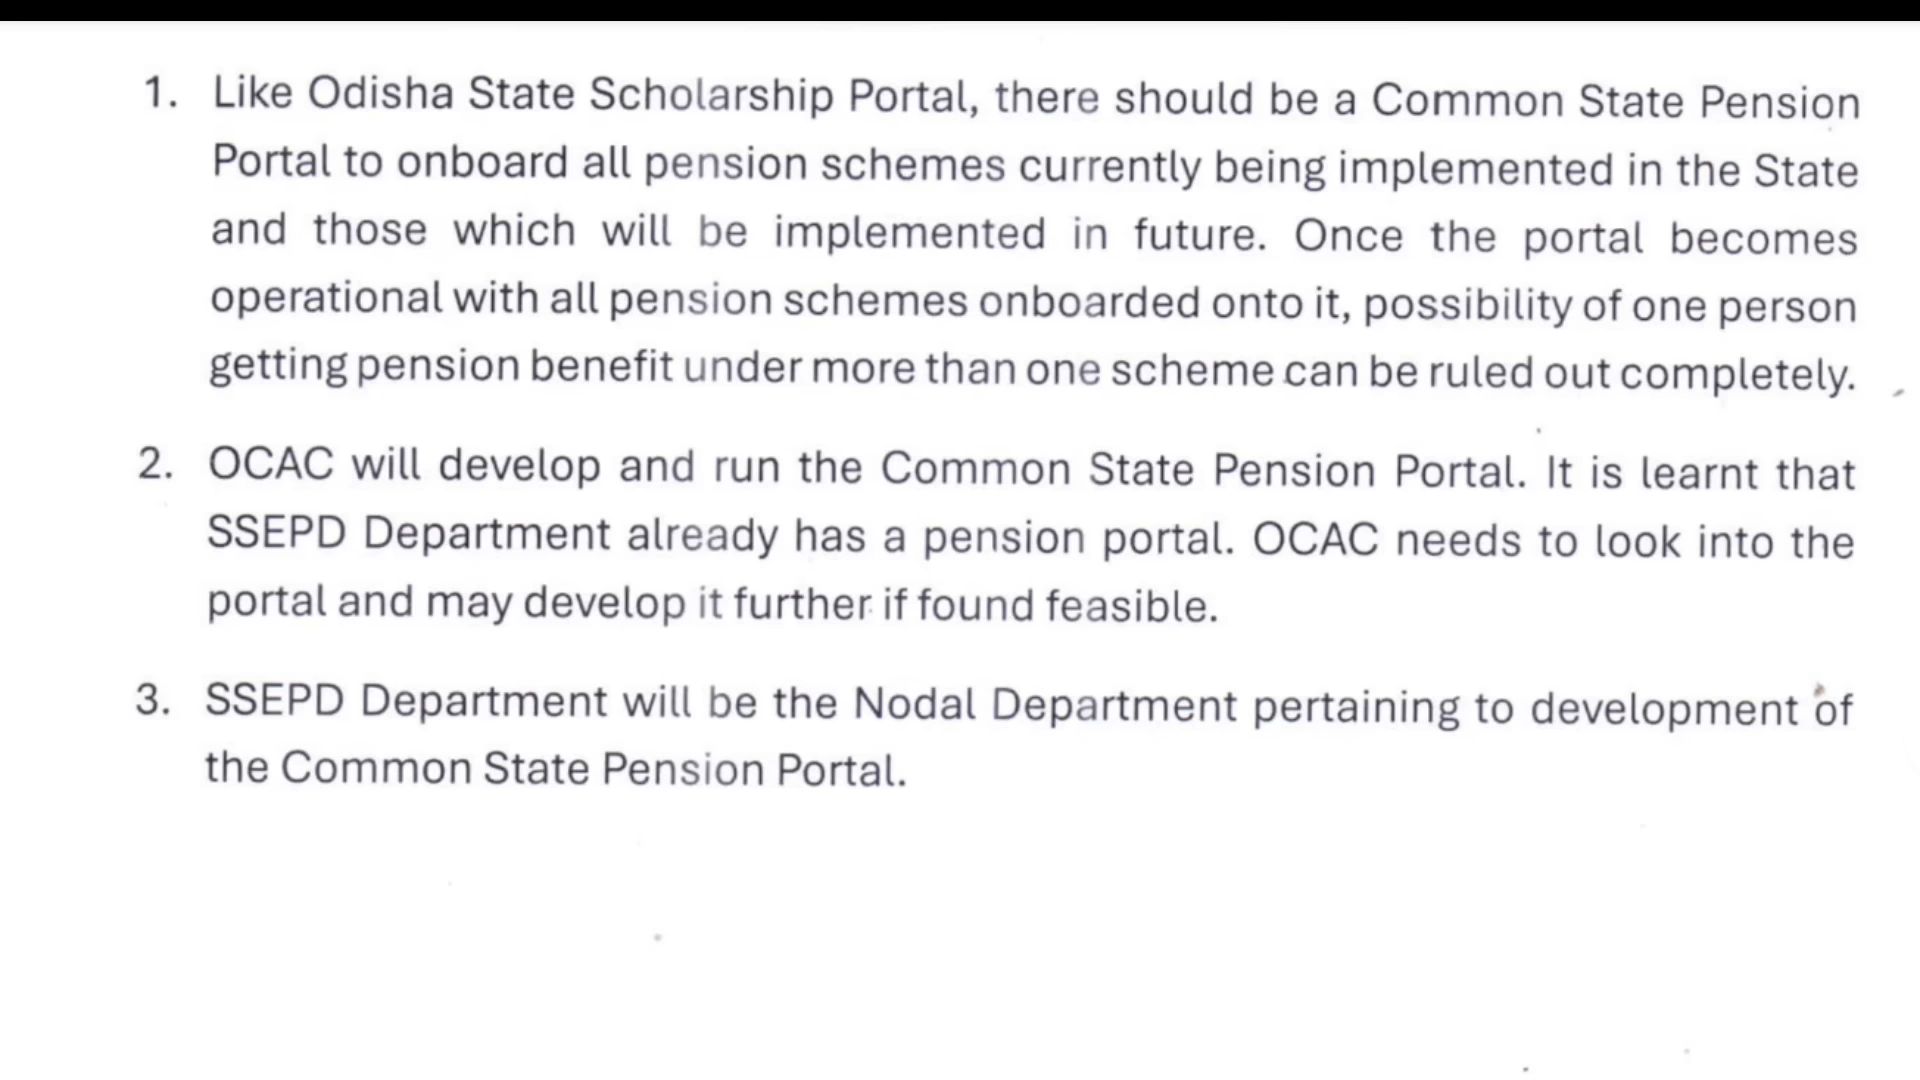 1. Like Odisha State Scholarship Portal, there should be a Common State Pension
Portal to onboard all pension schemes currently being implemented in the State
and those which will be implemented in future. Once the portal becomes
operational with all pension schemes onboarded onto it, possibility of one person
getting pension benefit under more than one scheme can be ruled out completely.
2. OCAC will develop and run the Common State Pension Portal. It is learnt that
SSEPD Department already has a pension portal. OCAC needs to look into the
portal and may develop it further if found feasible.
3. SSEPD Department will be the Nodal Department pertaining to development of
the Common State Pension Portal.